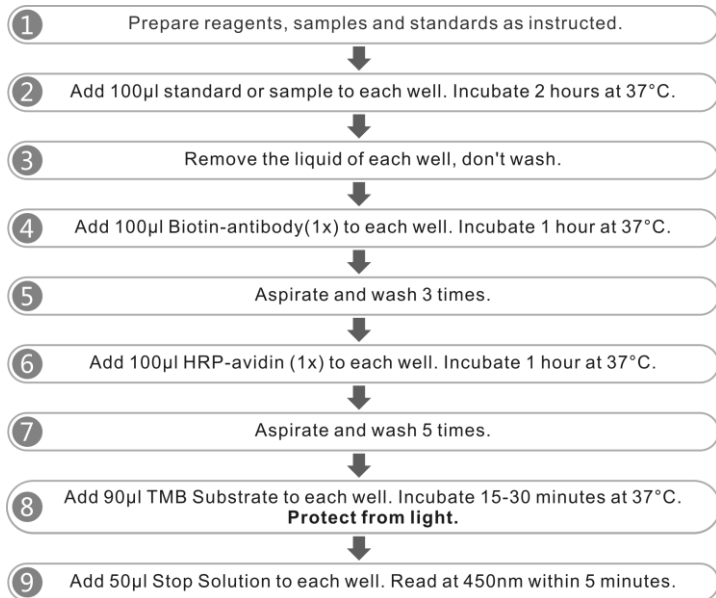 1 Prepare reagents, samples and standards as instructed.
2 Add 100μl standard or sample to each well. Incubate 2 hours at 37°C.
3 Remove the liquid of each well, don't wash.
4 Add 100μl Biotin-antibody(1x) to each well. Incubate 1 hour at 37°C.
5 Aspirate and wash 3 times.
6 Add 100μl HRP-avidin (1x) to each well. Incubate 1 hour at 37°C.
7 Aspirate and wash 5 times.
8 Add 90μl TMB Substrate to each well. Incubate 15-30 minutes at 37°C.
Protect from light.
9 Add 50μl Stop Solution to each well. Read at 450nm within 5 minutes.